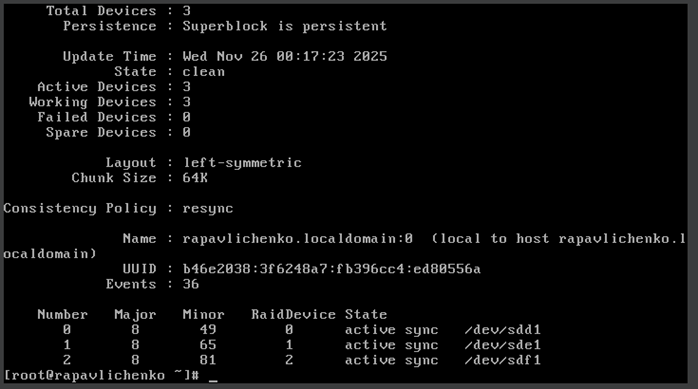 Total Devices : 3
Persistence : Superblock is persistent
Update Time : Wed Nov 26 00:17:23 2025
State : clean
Active Devices : 3
Working Devices : 3
Failed Devices : 0
Spare Devices : 0
Layout : left-symmetric
Chunk Size : 64K
Consistency Policy : resync
Name : rapavlichenko.localdomain:0  (local to host rapavlichenko.l
ocaldomain)
UUID : b46e2038:3f6248a7:fb396cc4:ed80556a
Events : 36
Number   Major   Minor   RaidDevice State
0       8       49        0      active sync   /dev/sdd1
1       8       65        1      active sync   /dev/sde1
2       8       81        2      active sync   /dev/sdf1
[root@rapavlichenko ~]# _